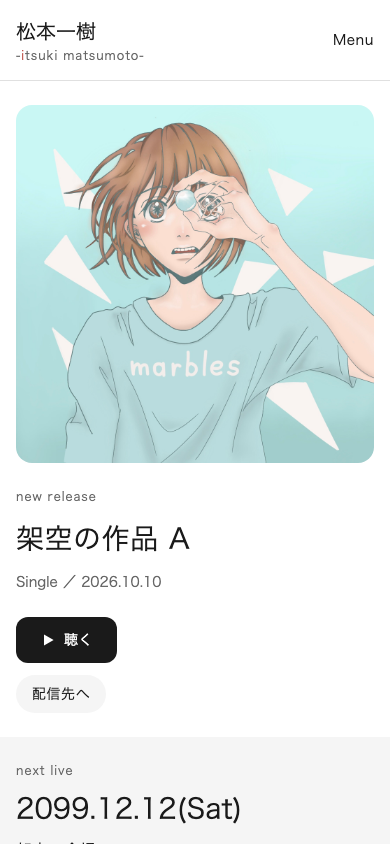 松本一樹
-itsuki matsumoto-
Menu
marbles
new release
架空の作品 A
Single ／ 2026.10.10
▶ 聴く
配信先へ
next live
2099.12.12(Sat)